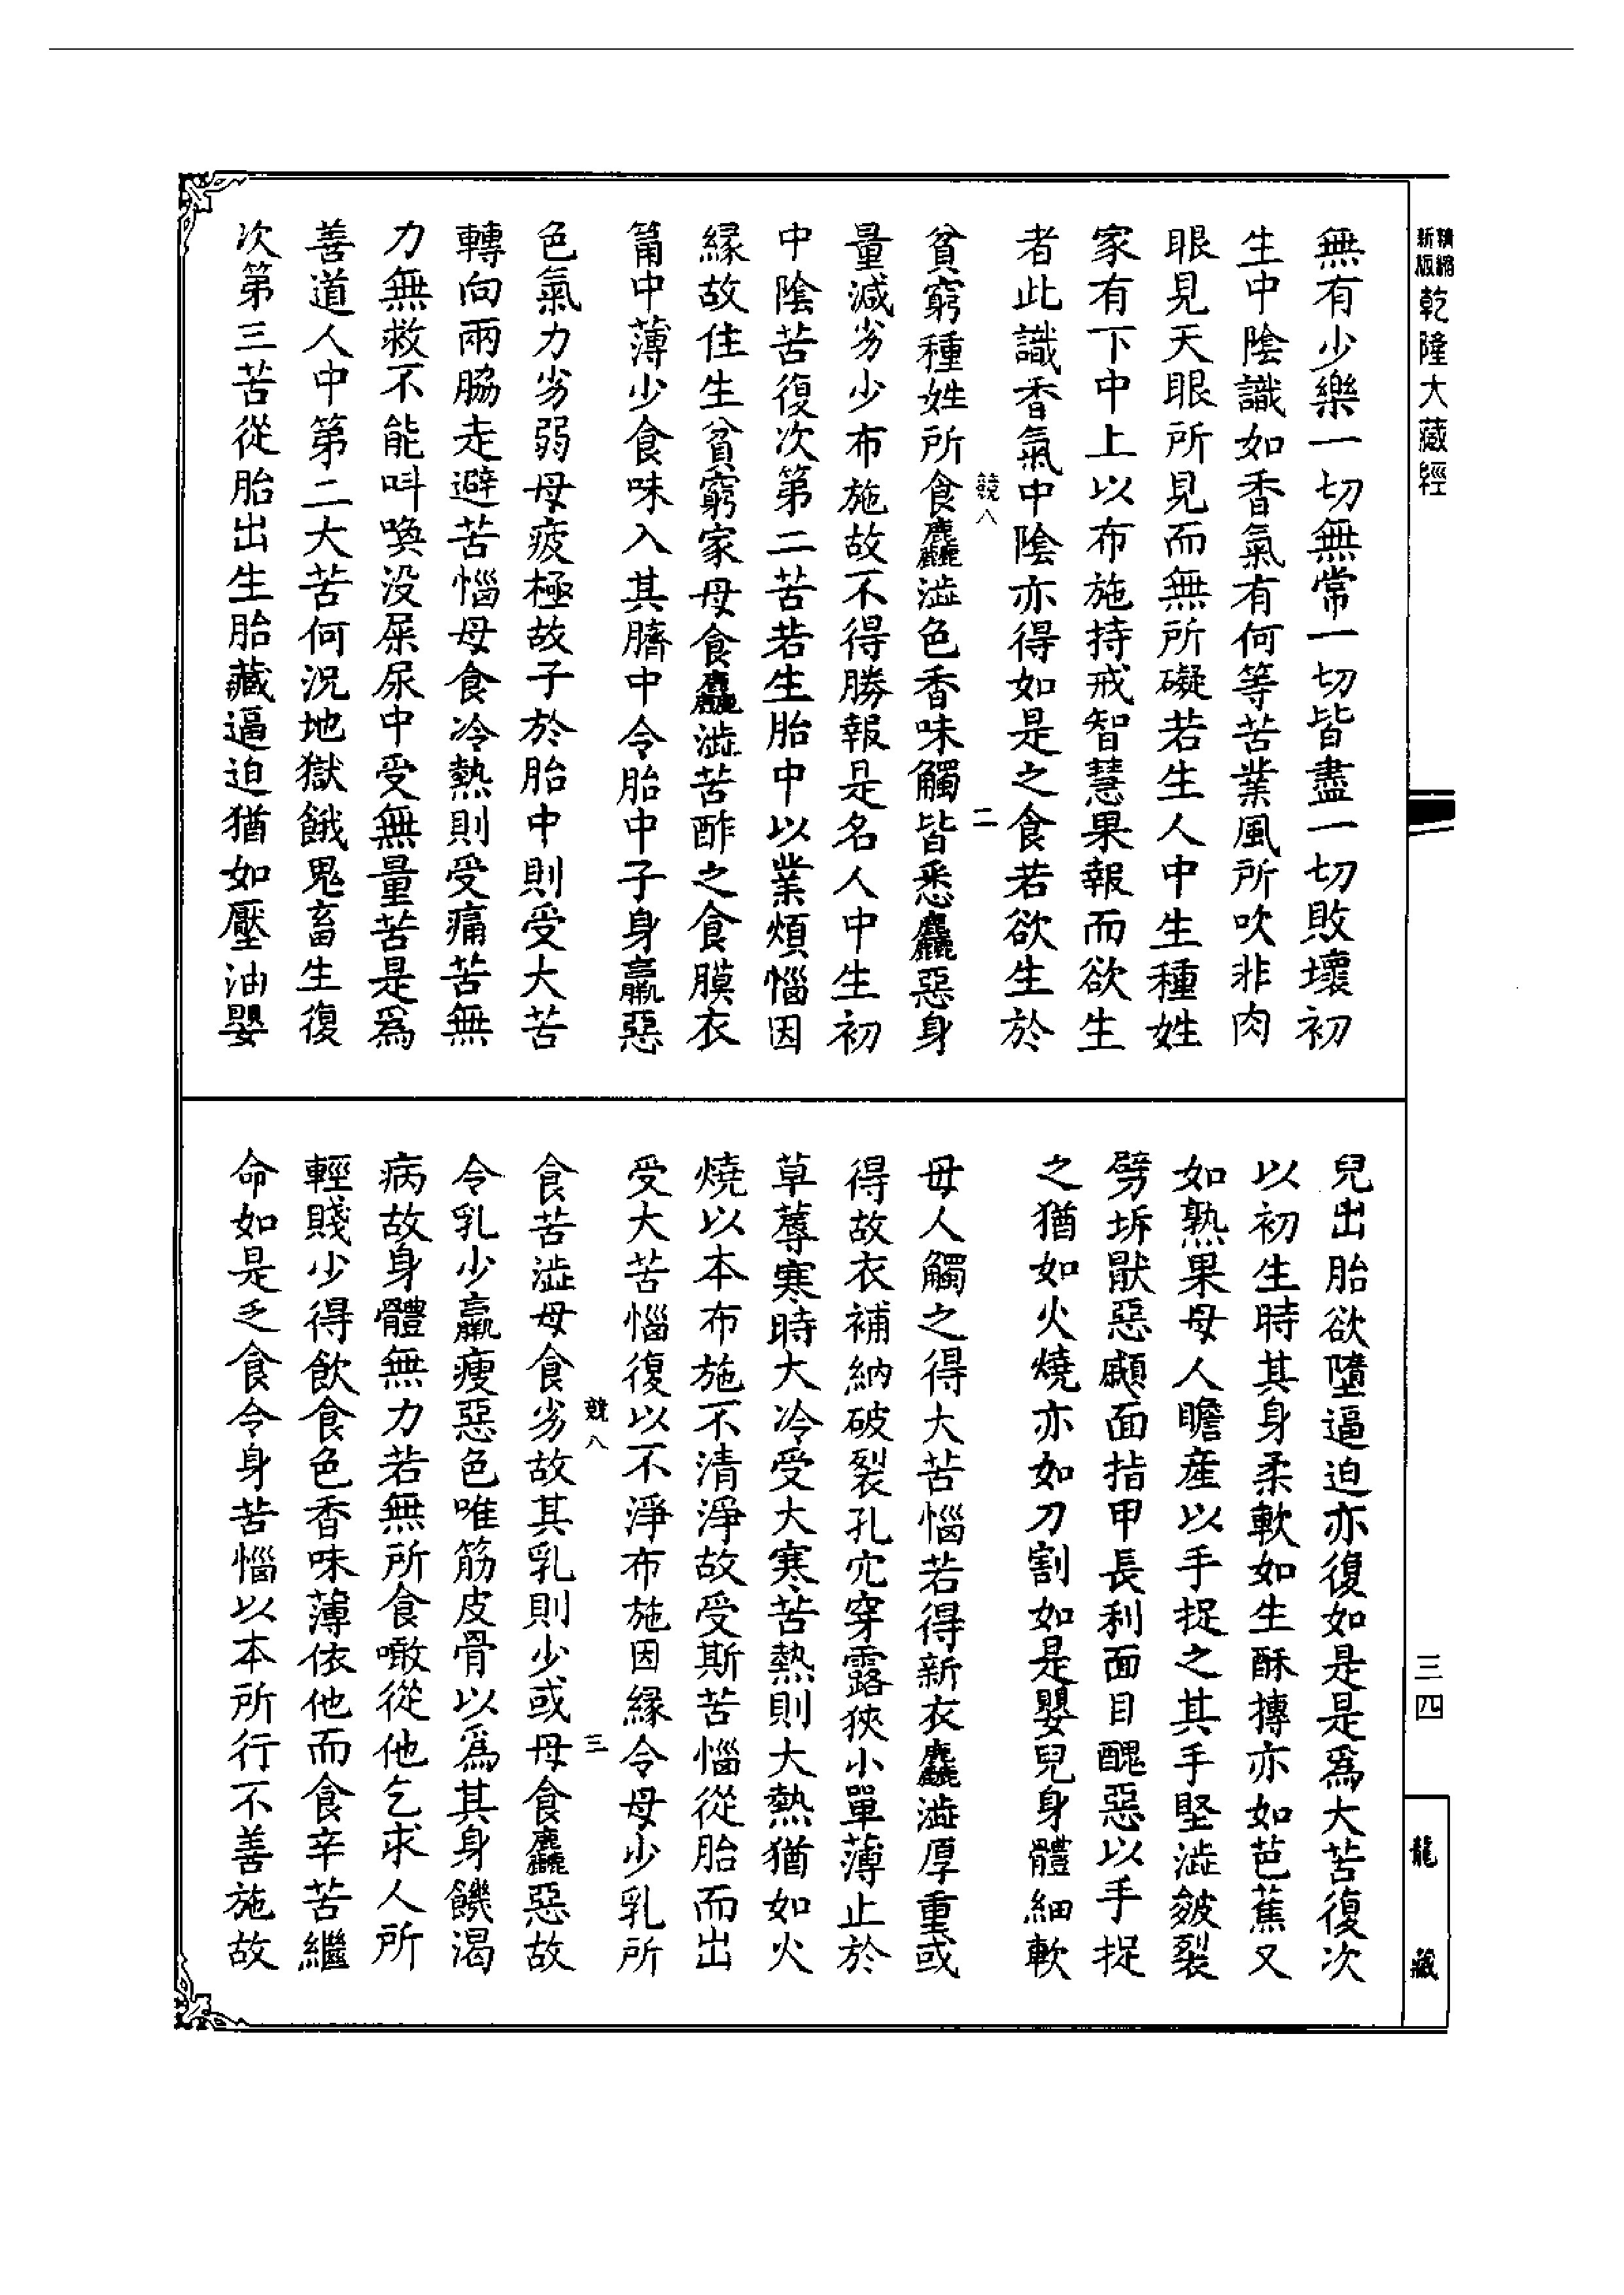 精縮新版乾隆大藏經
無有少樂一切無常一切皆盡一切敗壞初
生中陰識如香氣有何等苦業風所吹非肉
眼見天眼所見而無所礙若生人中生種姓
家有下中上以布施持戒智慧果報而欲生
者此識香氣中陰亦得如是之食若欲生於
競八
二
貧窮種姓所食麤澁色香味觸皆悉麤惡身
量減劣少布施故不得勝報是名人中生初
中陰苦復次第二苦若生胎中以業煩惱因
緣故住生貧窮家母食麤澁苦酢之食膜衣
筩中薄少食味入其臍中令胎中子身羸惡
色氣力劣弱母疲極故子於胎中則受大苦
轉向兩脇走避苦惱母食冷熱則受痛苦無
力無救不能叫喚没屎尿中受無量苦是爲
善道人中第二大苦何況地獄餓鬼畜生復
次第三苦從胎出生胎藏逼迫猶如壓油嬰
兒出胎欲墮逼迫亦復如是是爲大苦復次
以初生時其身柔軟如生酥摶亦如芭蕉又
如熟果母人瞻產以手捉之其手堅澁皴裂
劈坼猒惡顣面指甲長利面目醜惡以手捉
之猶如火燒亦如刀割如是嬰兒身體細軟
母人觸之得大苦惱若得新衣麤澁厚重或
得故衣補納破裂孔穴穿露狹小單薄止於
草蓐寒時大冷受大寒苦熱則大熱猶如火
燒以本布施不清淨故受斯苦惱從胎而出
受大苦惱復以不淨布施因緣令母少乳所
競八
三
食苦澁母食劣故其乳則少或母食麤惡故
令乳少羸瘦惡色唯筋皮骨以爲其身饑渴
病故身體無力若無所食噉從他乞求人所
輕賤少得飲食色香味薄依他而食辛苦繼
命如是乏食令身苦惱以本所行不善施故
三四
龍藏